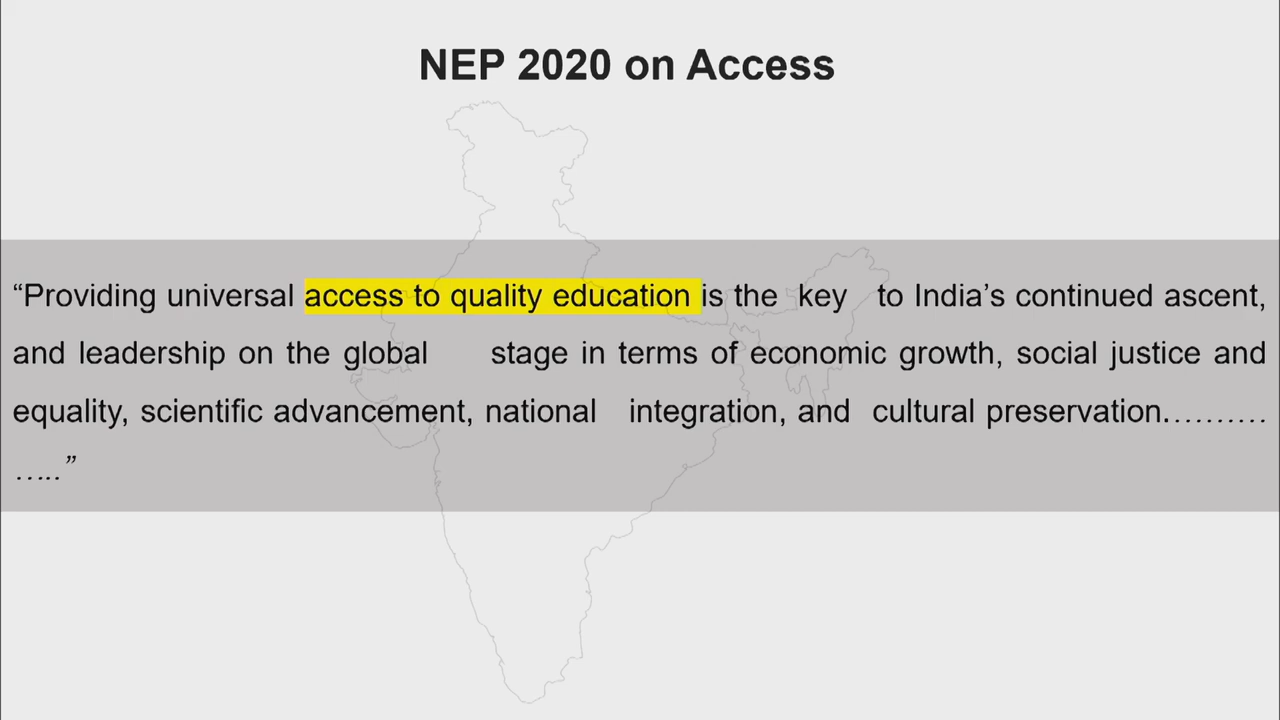 NEP 2020 on Access
“Providing universal access to quality education is the key to India’s continued ascent,
and leadership on the global stage in terms of economic growth, social justice and
equality, scientific advancement, national integration, and cultural preservation……….
…..”